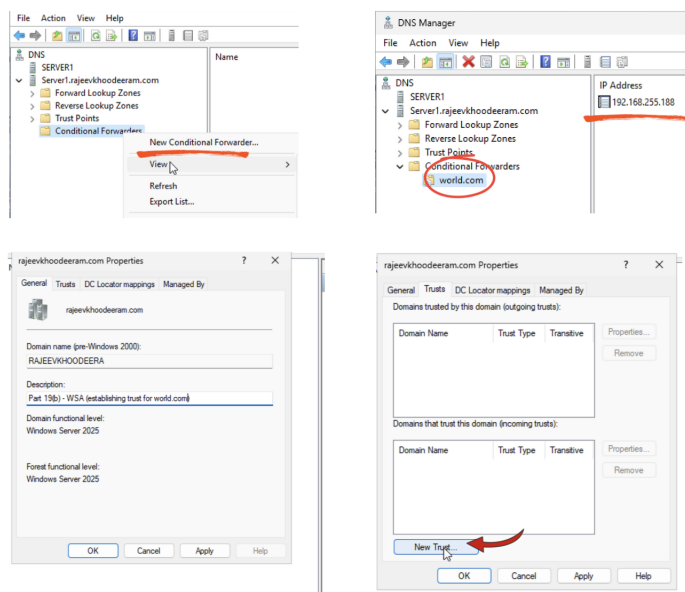 File Action View Help
DNS
SERVER1
Server1.rajeevkhoodeeram.com
Forward Lookup Zones
Reverse Lookup Zones
Trust Points
Conditional Forwarders
Name
New Conditional Forwarder...
View
Refresh
Export List...
DNS Manager
File Action View Help
DNS
SERVER1
Server1.rajeevkhoodeeram.com
Forward Lookup Zones
Reverse Lookup Zones
Trust Points
Conditional Forwarders
world.com
IP Address
192.168.255.188
rajeevkhoodeeram.com Properties
General Trusts DC Locator mappings Managed By
rajeevkhoodeeram.com
Domain name (pre-Windows 2000):
RAJEEVKHOODEERA
Description:
Part 19(b) - WSA (establishing trust for world.com)
Domain functional level:
Windows Server 2025
Forest functional level:
Windows Server 2025
OK Cancel Apply Help
rajeevkhoodeeram.com Properties
General Trusts DC Locator mappings Managed By
Domains trusted by this domain (outgoing trusts):
Domain Name Trust Type Transitive
Properties...
Remove
Domains that trust this domain (incoming trusts):
Domain Name Trust Type Transitive
Properties...
Remove
New Trust...
OK Cancel Apply Help